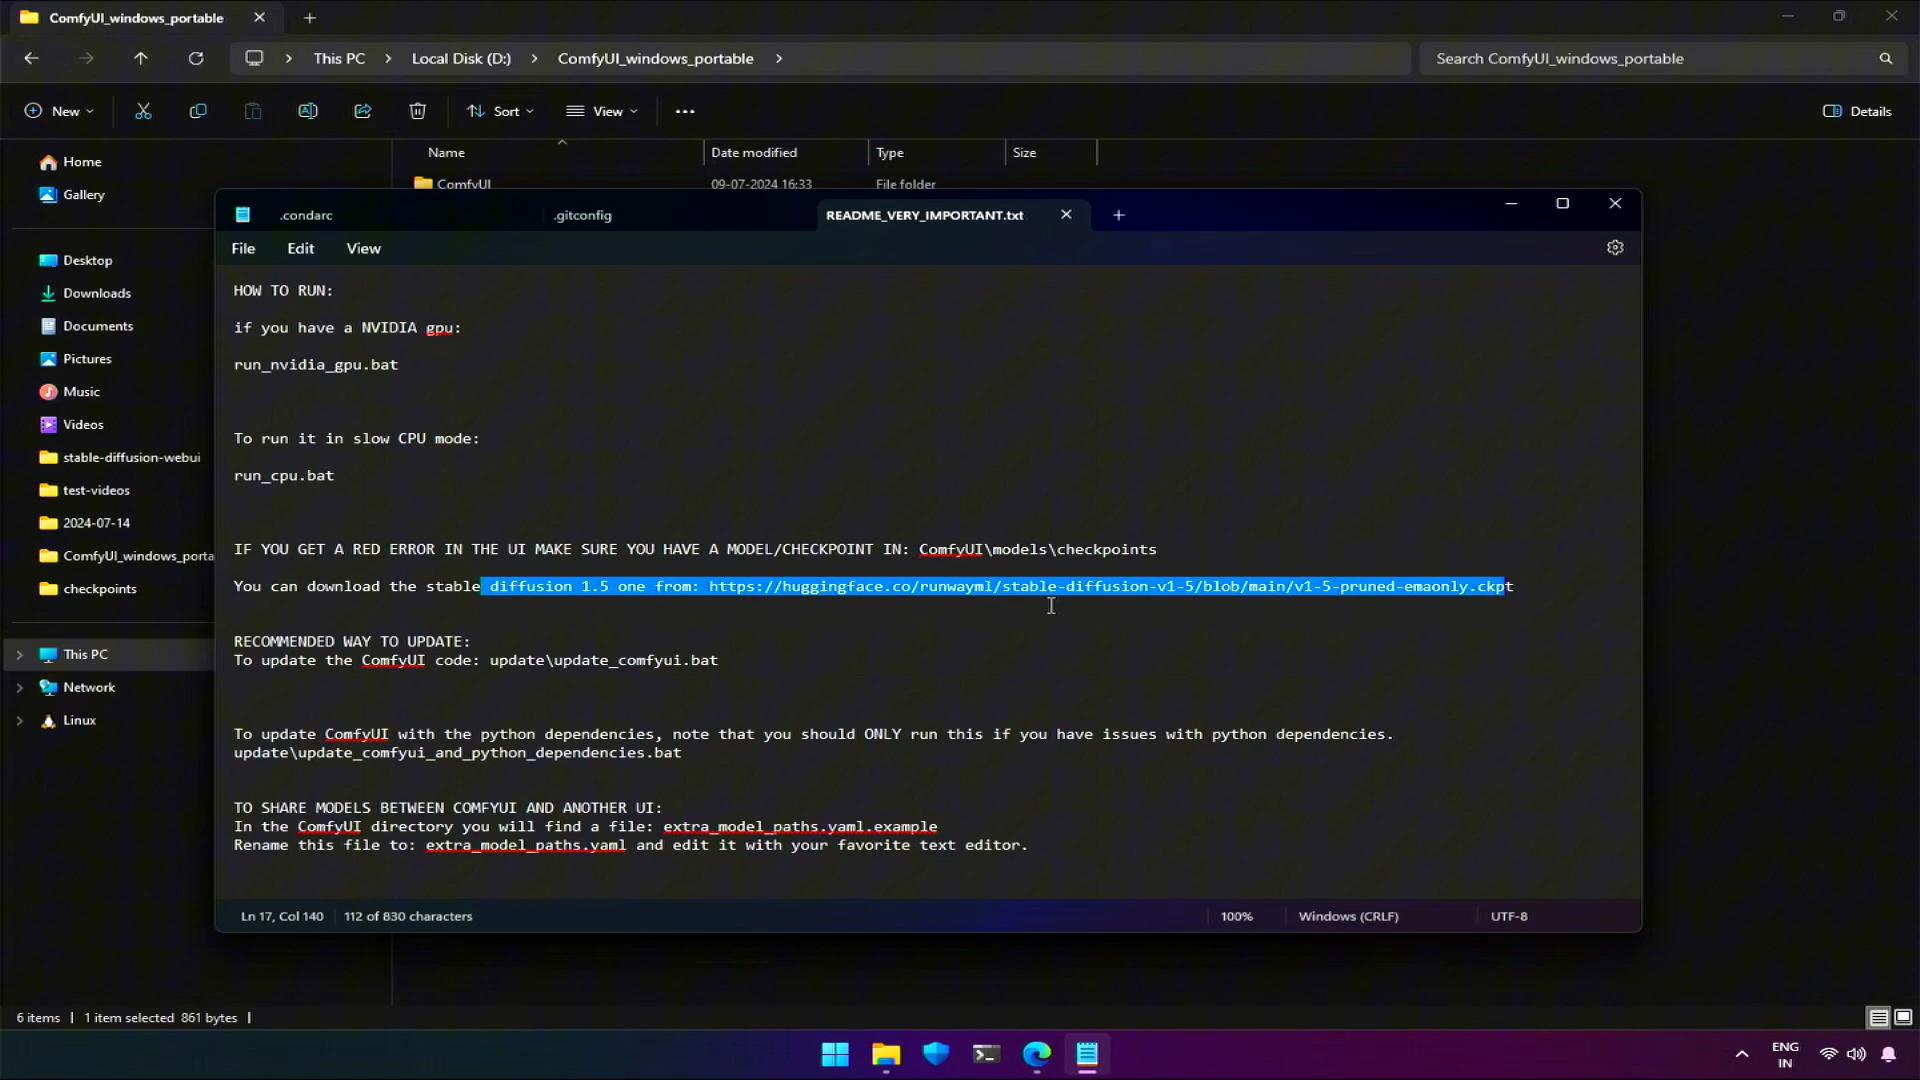 ComfyUI_windows_portable
This PC > Local Disk (D:) > ComfyUI_windows_portable >
Search ComfyUI_windows_portable
New
Sort
View
Details
Name
Date modified
Type
Size
ComfyUI
09-07-2024 16:33
File folder
Home
Gallery
Desktop
Downloads
Documents
Pictures
Music
Videos
stable-diffusion-webui
test-videos
2024-07-14
ComfyUI_windows_porta
checkpoints
This PC
Network
Linux
.condarc
.gitconfig
README_VERY_IMPORTANT.txt
File
Edit
View
HOW TO RUN:
if you have a NVIDIA gpu:
run_nvidia_gpu.bat
To run it in slow CPU mode:
run_cpu.bat
IF YOU GET A RED ERROR IN THE UI MAKE SURE YOU HAVE A MODEL/CHECKPOINT IN: ComfyUI\models\checkpoints
You can download the stable diffusion 1.5 one from: https://huggingface.co/runwayml/stable-diffusion-v1-5/blob/main/v1-5-pruned-emaonly.ckpt
RECOMMENDED WAY TO UPDATE:
To update the ComfyUI code: update\update_comfyui.bat
To update ComfyUI with the python dependencies, note that you should ONLY run this if you have issues with python dependencies.
update\update_comfyui_and_python_dependencies.bat
TO SHARE MODELS BETWEEN COMFYUI AND ANOTHER UI:
In the ComfyUI directory you will find a file: extra_model_paths.yaml.example
Rename this file to: extra_model_paths.yaml and edit it with your favorite text editor.
Ln 17, Col 140
112 of 830 characters
100%
Windows (CRLF)
UTF-8
6 items
1 item selected 861 bytes
ENG
IN